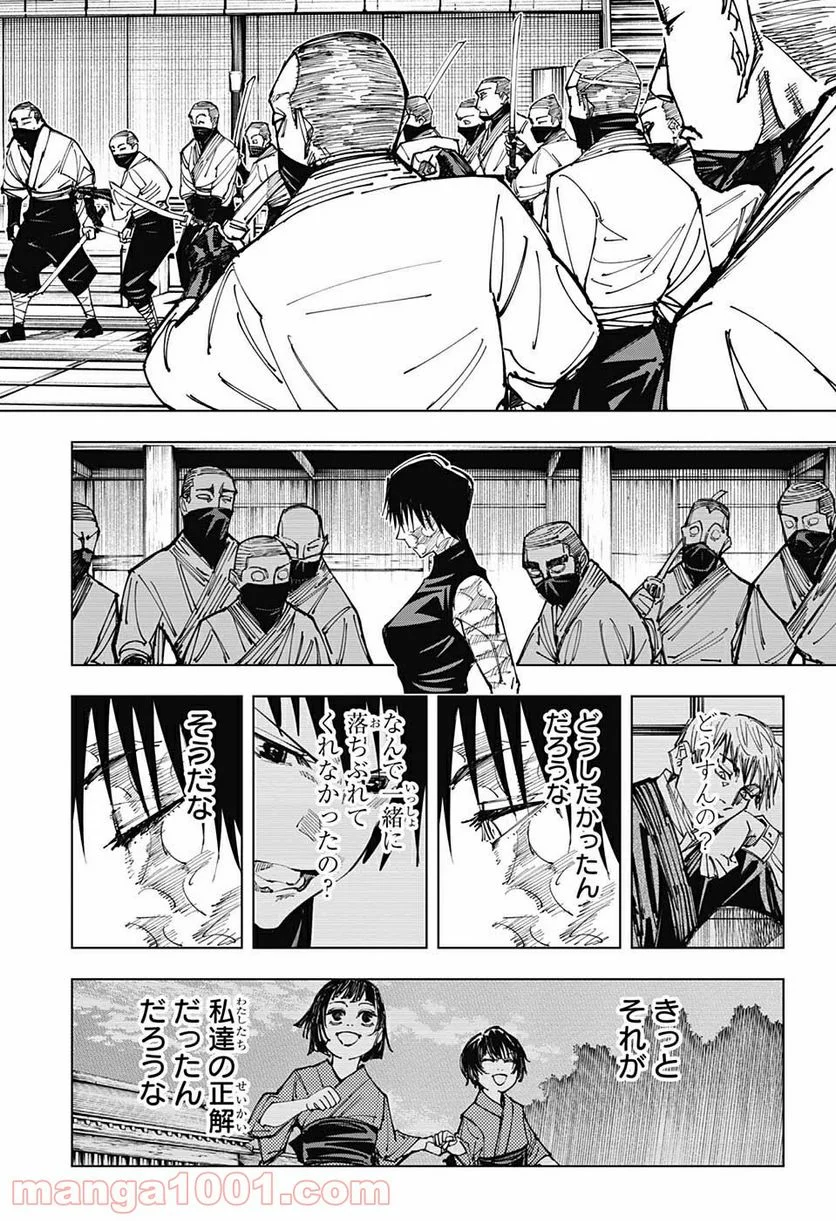 どうすんの？
どうしたかったん
だろうな
なんで一緒に
落ちぶれて
くれなかったの？
そうだな
きっと
それが
私達の正解
だったん
だろうな
manga1001.com